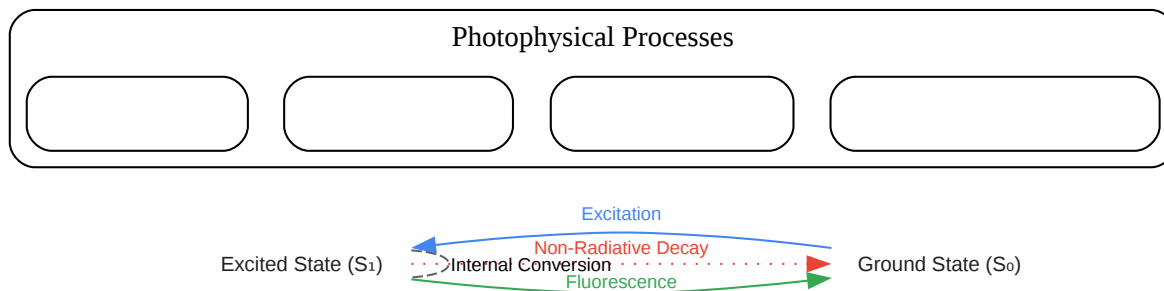 Photophysical Processes
Excitation
Non-Radiative Decay
Excited State (S₁)
Internal Conversion
Ground State (S₀)
Fluorescence